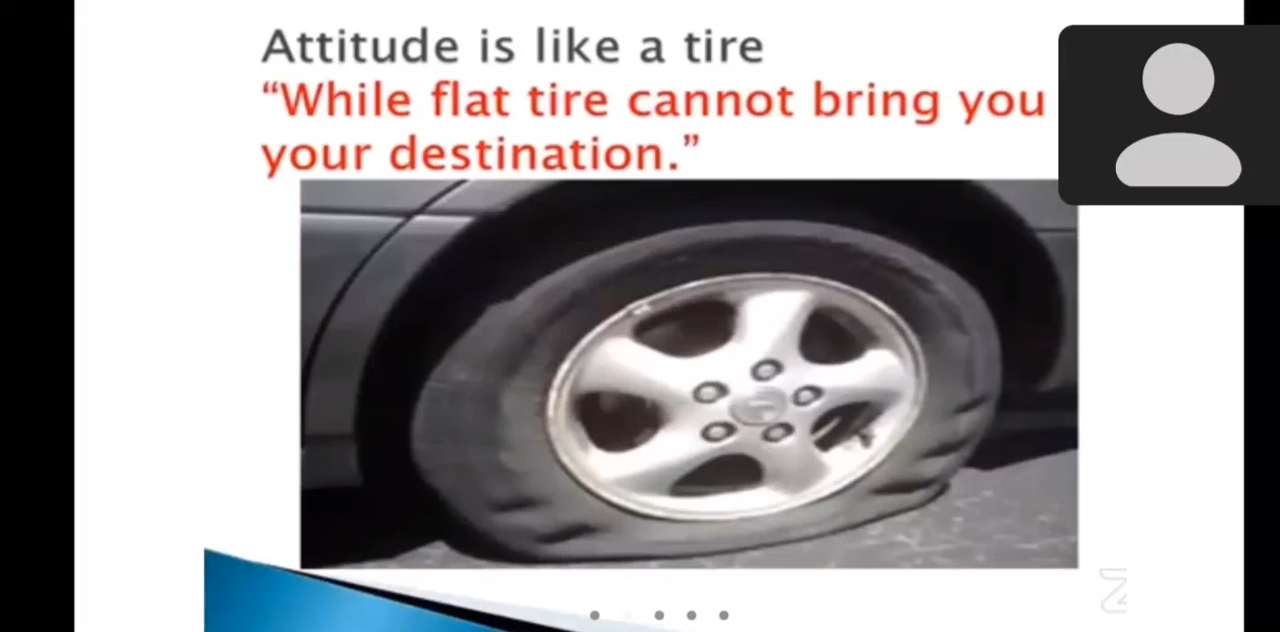 Attitude is like a tire
“While flat tire cannot bring you
your destination.”